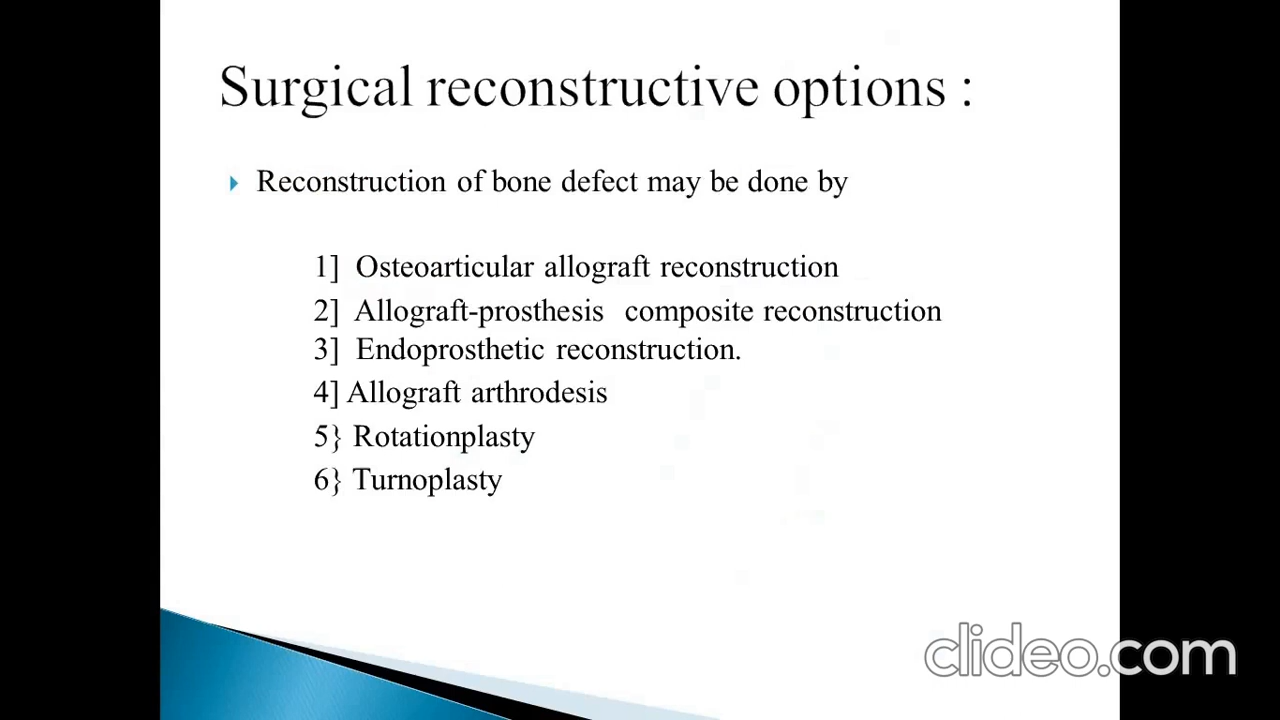 Surgical reconstructive options :
Reconstruction of bone defect may be done by
1] Osteoarticular allograft reconstruction
2] Allograft-prosthesis composite reconstruction
3] Endoprosthetic reconstruction.
4] Allograft arthrodesis
5} Rotationplasty
6} Turnoplasty
clideo.com